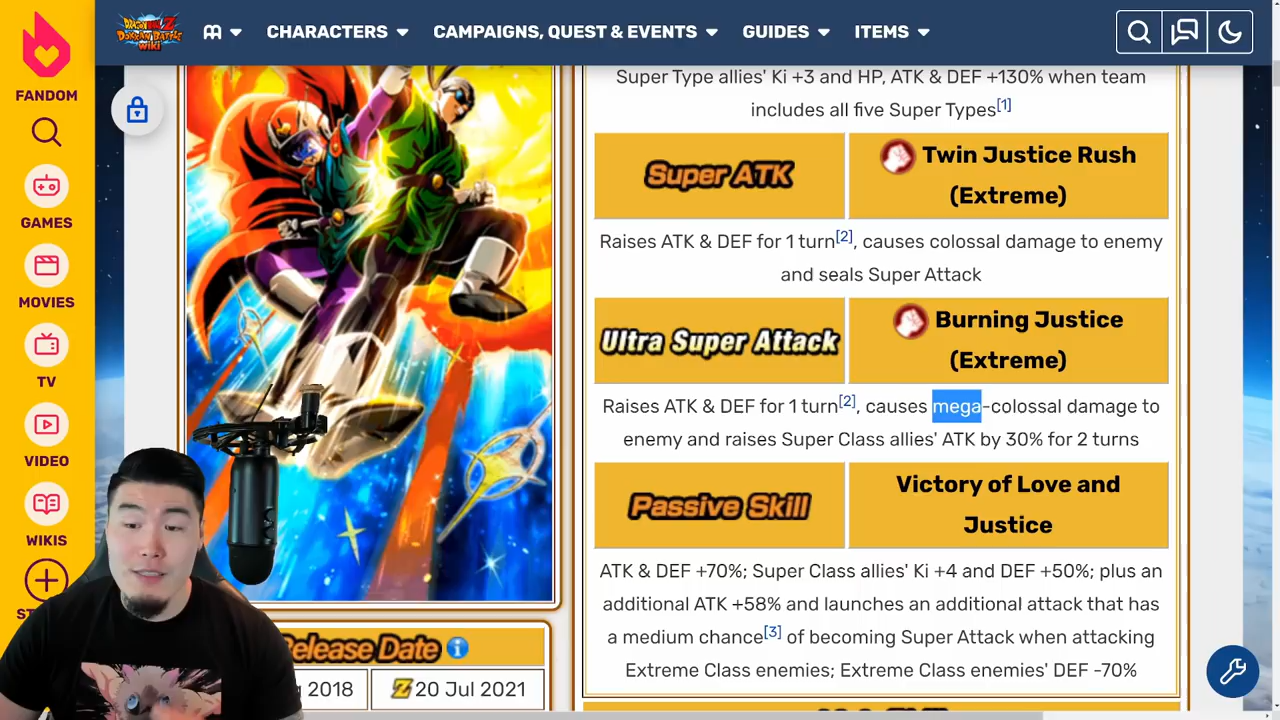 DRAGON BALL Z
DOKKAN BATTLE
WIKI
CHARACTERS
CAMPAIGNS, QUEST & EVENTS
GUIDES
ITEMS
FANDOM
GAMES
MOVIES
TV
VIDEO
WIKIS
ST
Super Type allies' Ki +3 and HP, ATK & DEF +130% when team
includes all five Super Types[1]
Super ATK
Twin Justice Rush
(Extreme)
Raises ATK & DEF for 1 turn[2], causes colossal damage to enemy
and seals Super Attack
Ultra Super Attack
Burning Justice
(Extreme)
Raises ATK & DEF for 1 turn[2], causes mega-colossal damage to
enemy and raises Super Class allies' ATK by 30% for 2 turns
Passive Skill
Victory of Love and
Justice
ATK & DEF +70%; Super Class allies' Ki +4 and DEF +50%; plus an
additional ATK +58% and launches an additional attack that has
a medium chance[3] of becoming Super Attack when attacking
Extreme Class enemies; Extreme Class enemies' DEF -70%
Release Date
2018
Z 20 Jul 2021